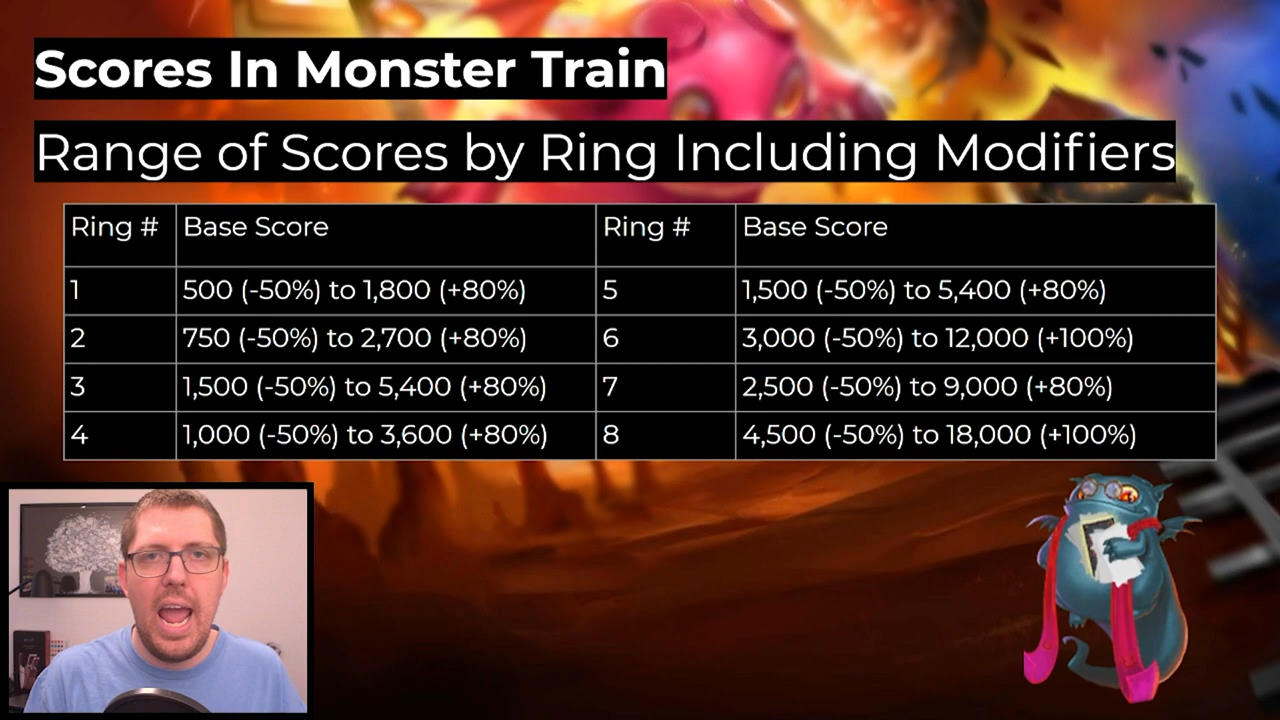 Scores In Monster Train
Range of Scores by Ring Including Modifiers
Ring # Base Score Ring # Base Score
1 500 (-50%) to 1,800 (+80%) 5 1,500 (-50%) to 5,400 (+80%)
2 750 (-50%) to 2,700 (+80%) 6 3,000 (-50%) to 12,000 (+100%)
3 1,500 (-50%) to 5,400 (+80%) 7 2,500 (-50%) to 9,000 (+80%)
4 1,000 (-50%) to 3,600 (+80%) 8 4,500 (-50%) to 18,000 (+100%)